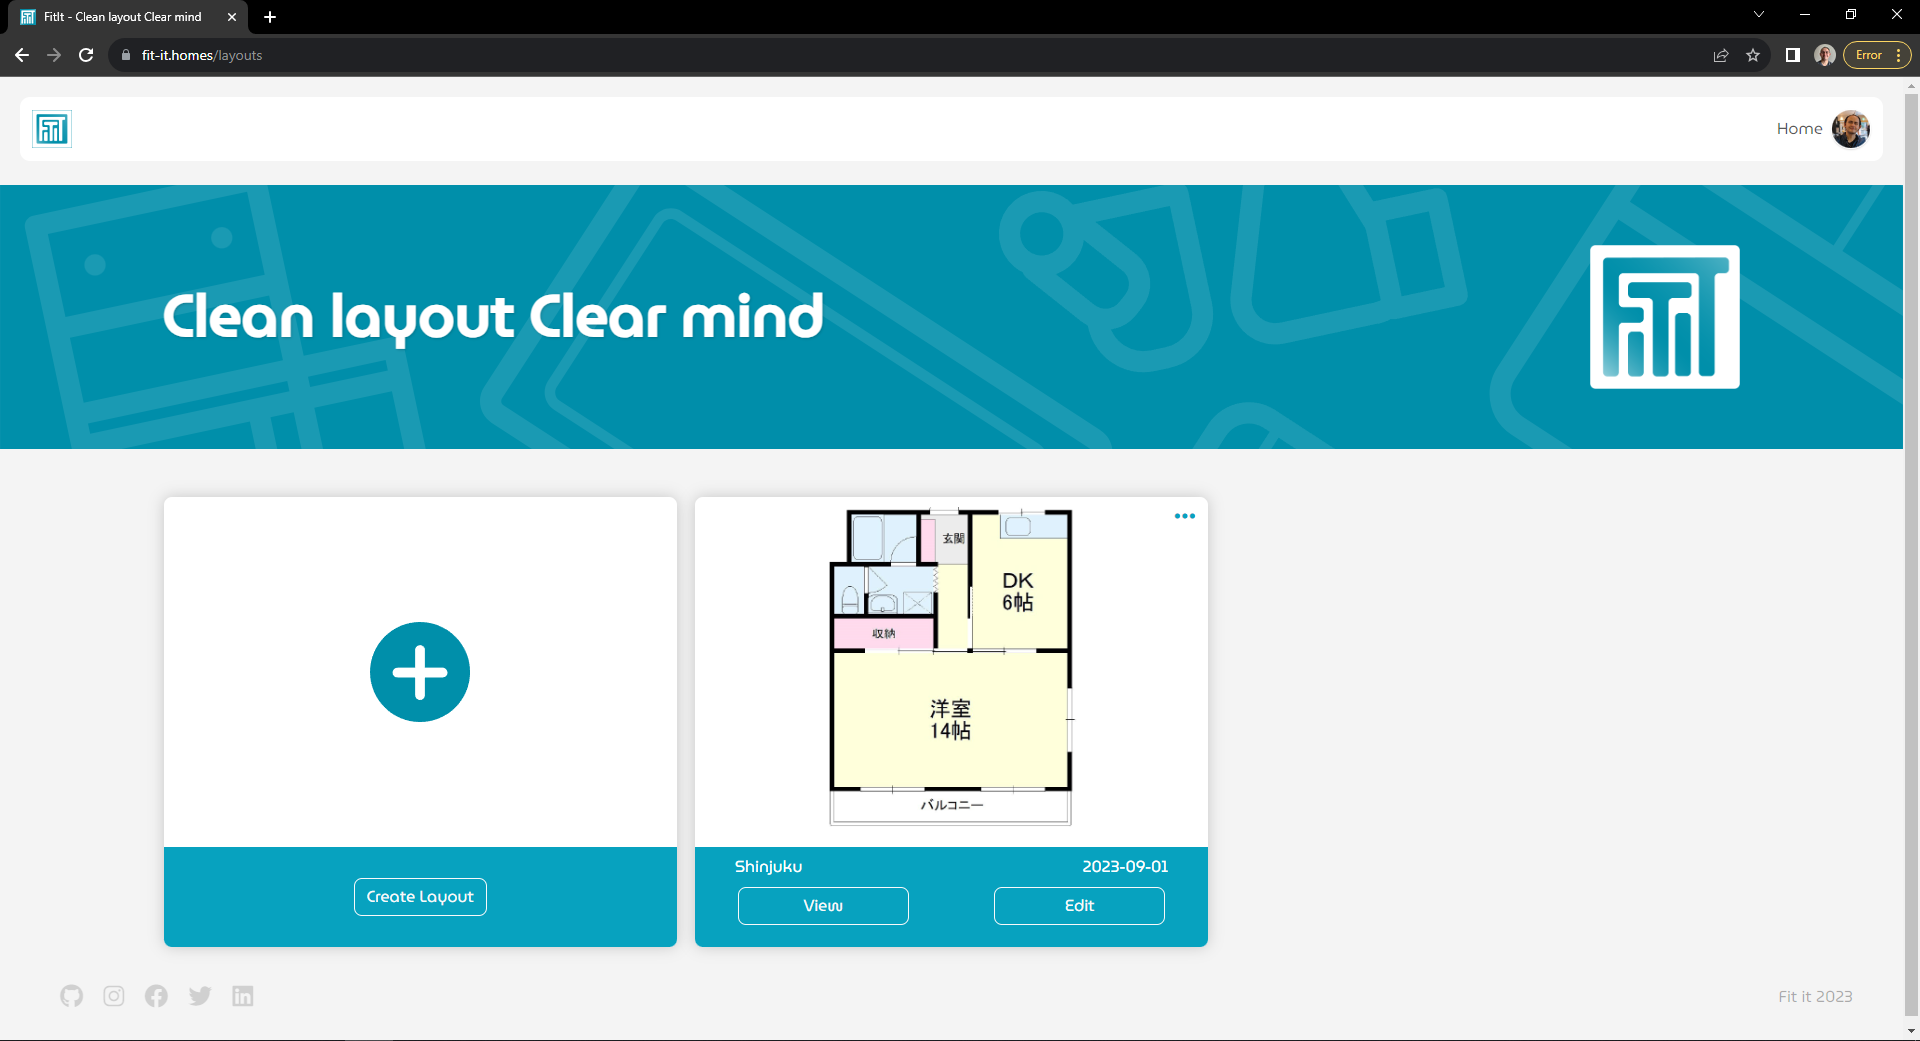 FitIt - Clean layout Clear mind
fit-it.homes/layouts
Error
FiTiT
Home
Clean layout Clear mind
FiTiT
玄関
DK
6帖
収納
洋室
14帖
バルコニー
Create Layout
Shinjuku
2023-09-01
View
Edit
Fit it 2023